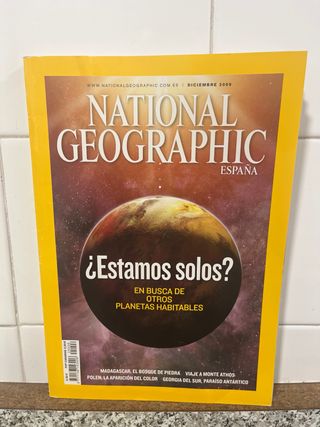 WWW.NATIONALGEOGRAPHIC.COM.ES | DICIEMBRE 2009
NATIONAL
GEOGRAPHIC
ESPAÑA
¿Estamos solos?
EN BUSCA DE
OTROS
PLANETAS HABITABLES
MADAGASCAR, EL BOSQUE DE PIEDRA VIAJE A MONTE ATHOS
POLEN, LA APARICIÓN DEL COLOR GEORGIA DEL SUR, PARAÍSO ANTÁRTICO